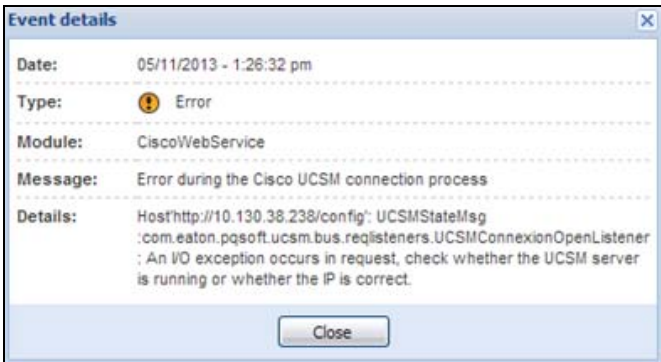 Event details
Date: 05/11/2013 - 1:26:32 pm
Type: Error
Module: CiscoWebService
Message: Error during the Cisco UCSM connection process
Details: Host'http://10.130.38.238/config': UCSMStateMsg
:com.eaton.pqsoft.ucsm.bus.reqlisteners.UCSMConnexionOpenListener
: An I/O exception occurs in request, check whether the UCSM server
is running or whether the IP is correct.
Close